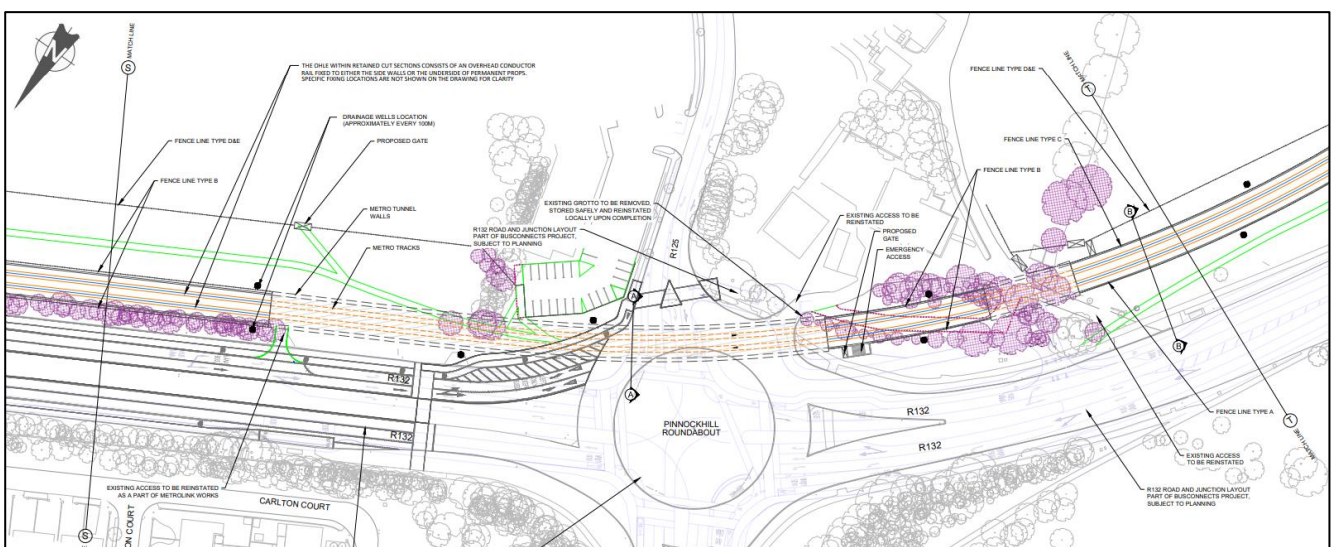 N
MATCH LINE
S
THE OHLE WITHIN RETAINED CUT SECTIONS CONSISTS OF AN OVERHEAD CONDUCTOR
RAIL FIXED TO EITHER THE SIDE WALLS OR THE UNDERSIDE OF PERMANENT PROPS.
SPECIFIC FIXING LOCATIONS ARE NOT SHOWN ON THE DRAWING FOR CLARITY
DRAINAGE WELLS LOCATION
(APPROXIMATELY EVERY 100M)
FENCE LINE TYPE D&E
PROPOSED GATE
FENCE LINE TYPE B
METRO TUNNEL
WALLS
METRO TRACKS
EXISTING GROTTO TO BE REMOVED,
STORED SAFELY AND REINSTATED
LOCALLY UPON COMPLETION
R132 ROAD AND JUNCTION LAYOUT
PART OF BUSCONNECTS PROJECT,
SUBJECT TO PLANNING
R125
EXISTING ACCESS TO BE
REINSTATED
PROPOSED
GATE
EMERGENCY
ACCESS
FENCE LINE TYPE D&E
MATCH LINE
T
FENCE LINE TYPE C
FENCE LINE TYPE B
B
A
A
B
R132
R132
PINNOCKHILL
ROUNDABOUT
R132
R132
FENCE LINE TYPE A
T
MATCH LINE
EXISTING ACCESS
TO BE REINSTATED
R132 ROAD AND JUNCTION LAYOUT
PART OF BUSCONNECTS PROJECT,
SUBJECT TO PLANNING
EXISTING ACCESS TO BE REINSTATED
AS A PART OF METROLINK WORKS
CARLTON COURT
ON COURT
S